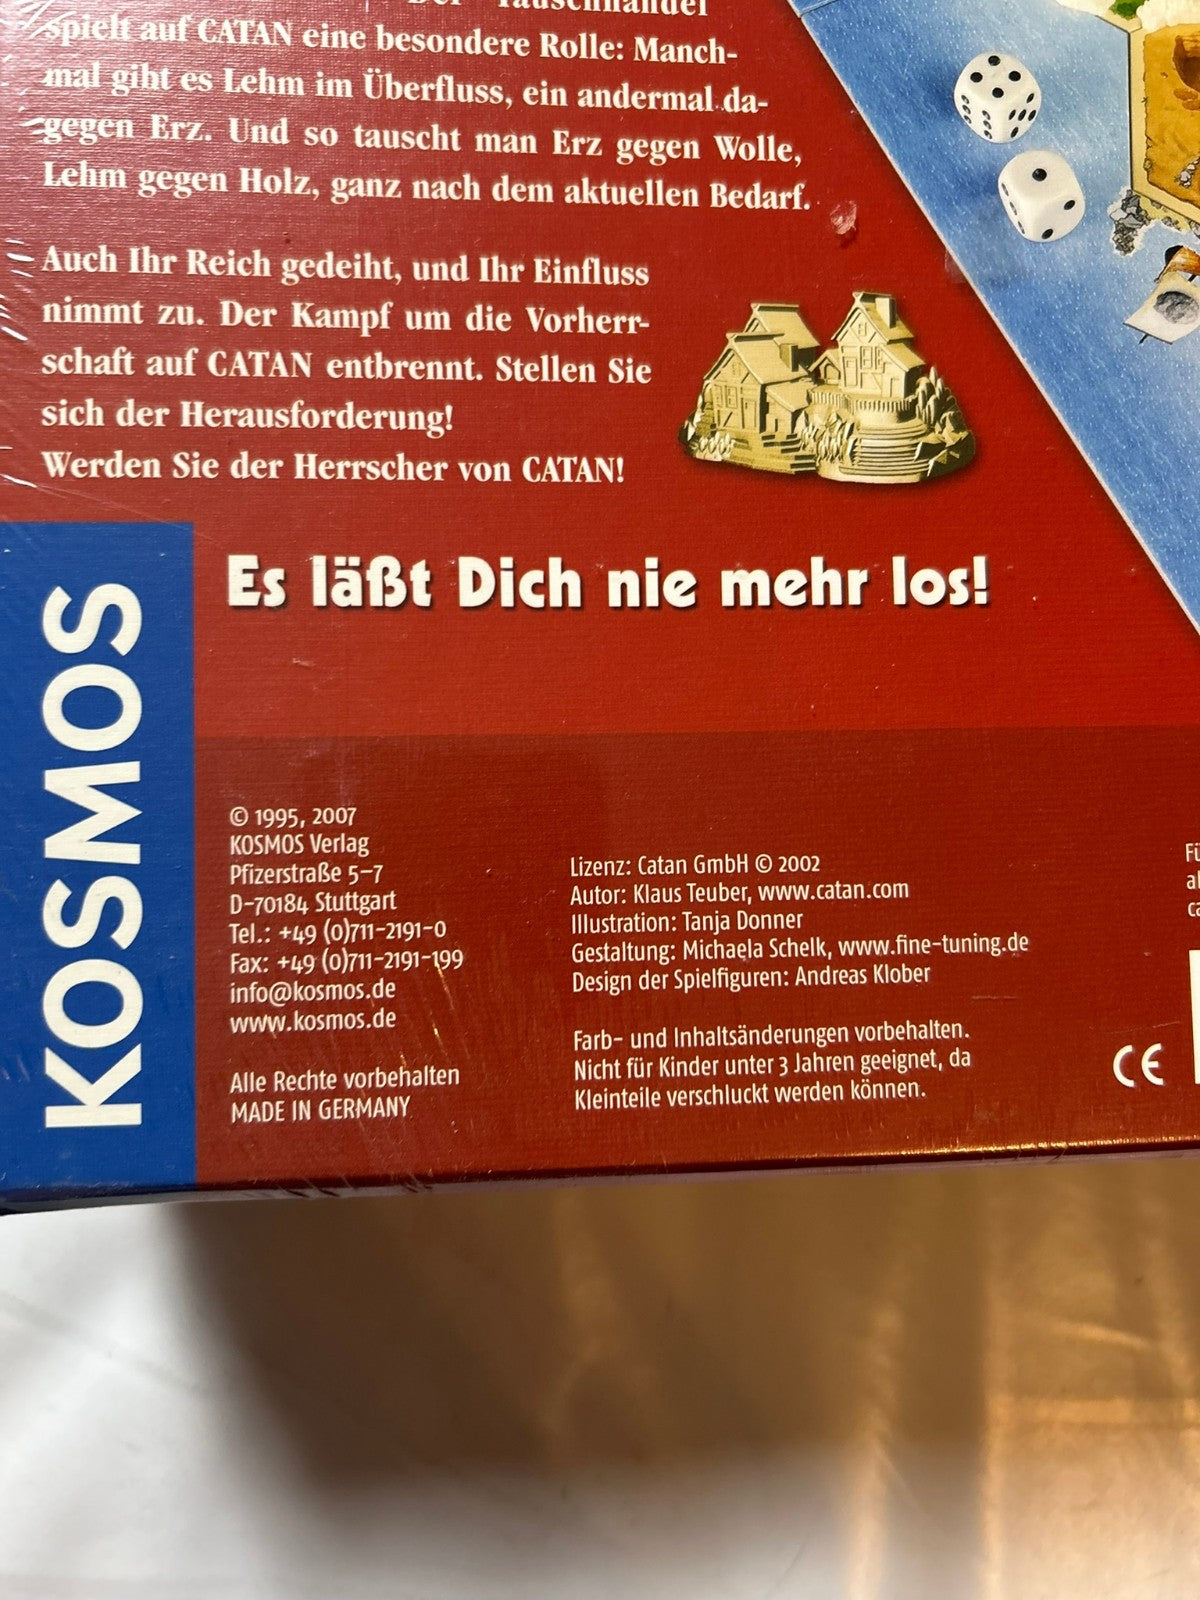 Der Tauschhandel
spielt auf CATAN eine besondere Rolle: Manch-
mal gibt es Lehm im Überfluss, ein andermal da-
gegen Erz. Und so tauscht man Erz gegen Wolle,
Lehm gegen Holz, ganz nach dem aktuellen Bedarf.
Auch Ihr Reich gedeiht, und Ihr Einfluss
nimmt zu. Der Kampf um die Vorherr-
schaft auf CATAN entbrennt. Stellen Sie
sich der Herausforderung!
Werden Sie der Herrscher von CATAN!
Es läßt Dich nie mehr los!
KOSMOS
© 1995, 2007
KOSMOS Verlag
Pfizerstraße 5–7
D-70184 Stuttgart
Tel.: +49 (0)711-2191-0
Fax: +49 (0)711-2191-199
info@kosmos.de
www.kosmos.de
Alle Rechte vorbehalten
MADE IN GERMANY
Lizenz: Catan GmbH © 2002
Autor: Klaus Teuber, www.catan.com
Illustration: Tanja Donner
Gestaltung: Michaela Schelk, www.fine-tuning.de
Design der Spielfiguren: Andreas Klober
Farb- und Inhaltsänderungen vorbehalten.
Nicht für Kinder unter 3 Jahren geeignet, da
Kleinteile verschluckt werden können.
CE